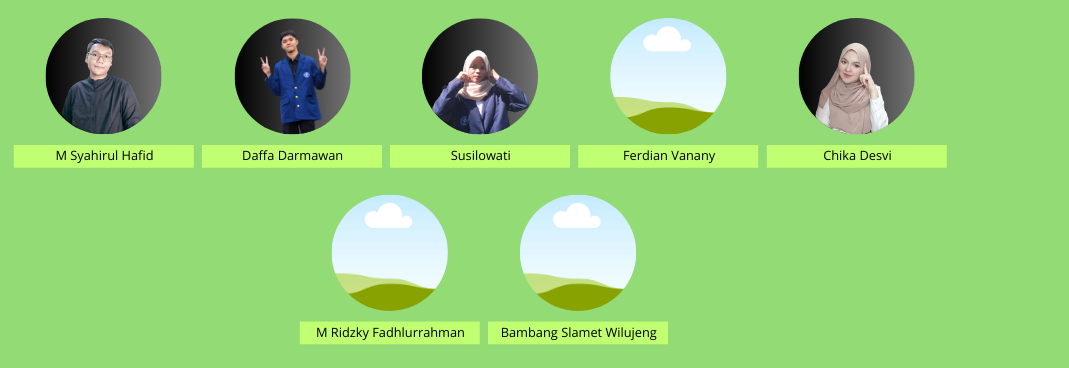 M Syahirul Hafid
Daffa Darmawan
Susilowati
Ferdian Vanany
Chika Desvi
M Ridzky Fadhlurrahman
Bambang Slamet Wilujeng